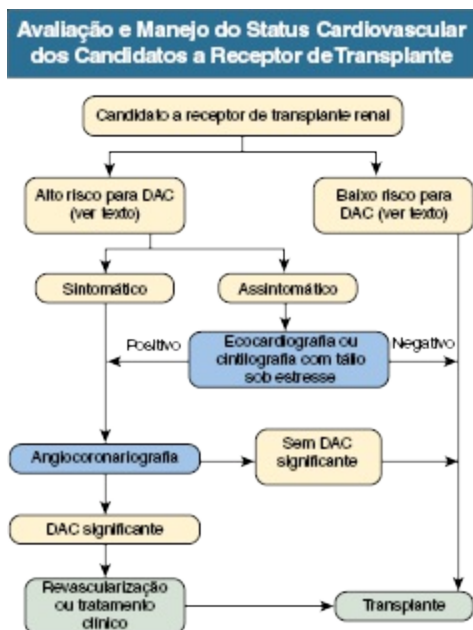 Avaliação e Manejo do Status Cardiovascular
dos Candidatos a Receptor de Transplante
Candidato a receptor de transplante renal
Alto risco para DAC
(ver texto)
Baixo risco para
DAC (ver texto)
Sintomático
Assintomático
Positivo
Ecocardiografia ou
cintilografia com tálio
sob estresse
Negativo
Angiocoronariografia
Sem DAC
significante
DAC significante
Revascularização
ou tratamento
clínico
Transplante